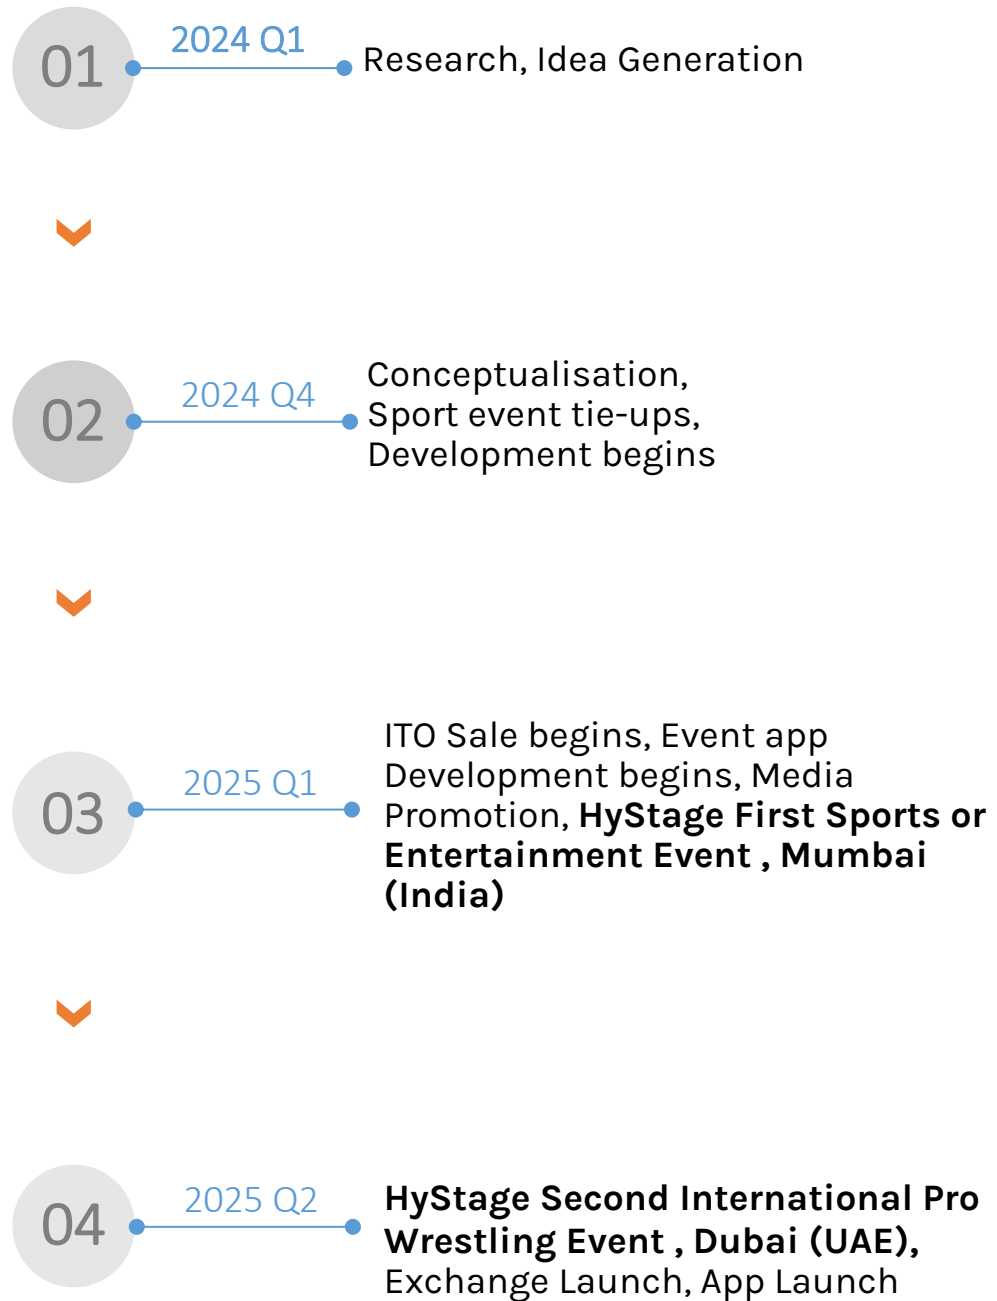 01
2024 Q1
Research, Idea Generation
02
2024 Q4
Conceptualisation,
Sport event tie-ups,
Development begins
03
2025 Q1
ITO Sale begins, Event app
Development begins, Media
Promotion, HyStage First Sports or
Entertainment Event , Mumbai
(India)
04
2025 Q2
HyStage Second International Pro
Wrestling Event , Dubai (UAE),
Exchange Launch, App Launch